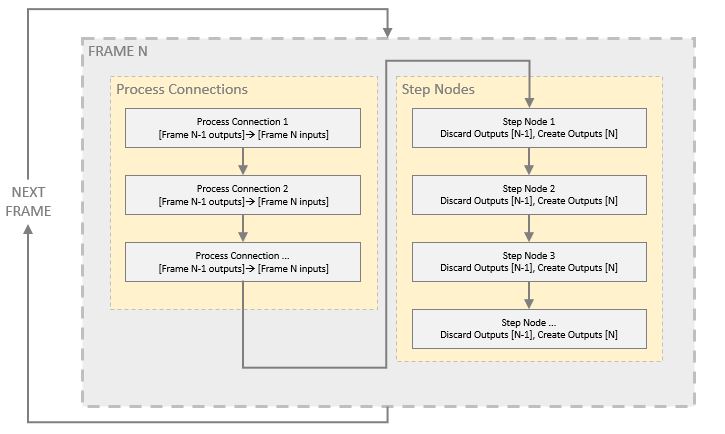 FRAME N
Process Connections
Process Connection 1
[Frame N-1 outputs]→ [Frame N inputs]
Process Connection 2
[Frame N-1 outputs]→ [Frame N inputs]
Process Connection ...
[Frame N-1 outputs]→ [Frame N inputs]
Step Nodes
Step Node 1
Discard Outputs [N-1], Create Outputs [N]
Step Node 2
Discard Outputs [N-1], Create Outputs [N]
Step Node 3
Discard Outputs [N-1], Create Outputs [N]
Step Node ...
Discard Outputs [N-1], Create Outputs [N]
NEXT
FRAME